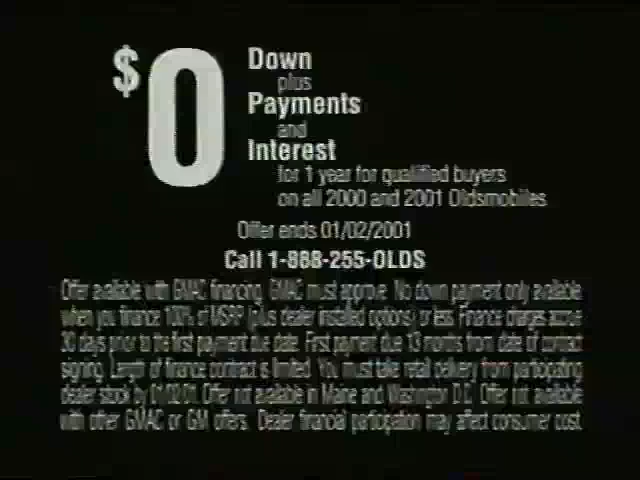 $0 Down
plus
Payments
and
Interest
for 1 year for qualified buyers
on all 2000 and 2001 Oldsmobiles
Offer ends 01/02/2001
Call 1-888-255-OLDS
Offer available with GMAC financing. GMAC must approve. No down payment only available
when you finance 100% of MSRP (plus dealer installed options) or less. Finance charges accrue
30 days prior to the first payment due date. First payment due 13 months from date of contract
signing. Length of finance contract is limited. You must take retail delivery from participating
dealer stock by 01/02/01. Offer not available in Maine and Washington D.C. Offer not available
with other GMAC or GM offers. Dealer financial participation may affect consumer cost.